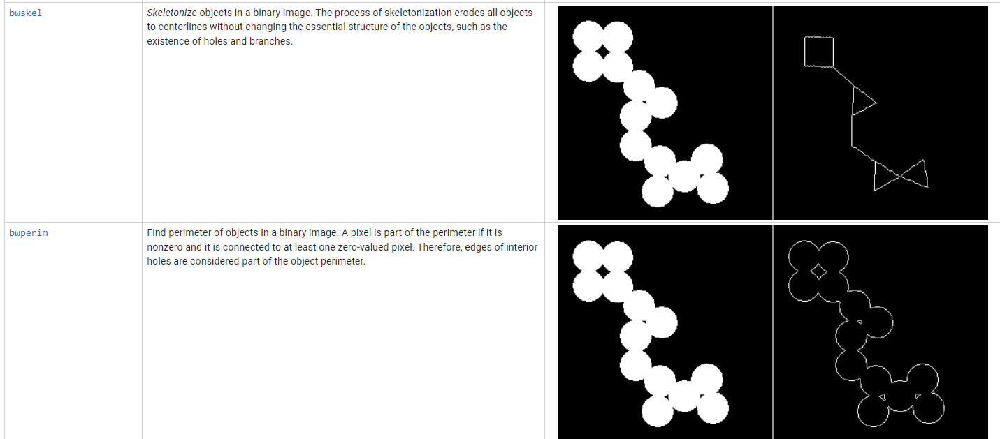 bwskel
Skeletonize objects in a binary image. The process of skeletonization erodes all objects
to centerlines without changing the essential structure of the objects, such as the
existence of holes and branches.
bwperim
Find perimeter of objects in a binary image. A pixel is part of the perimeter if it is
nonzero and it is connected to at least one zero-valued pixel. Therefore, edges of interior
holes are considered part of the object perimeter.